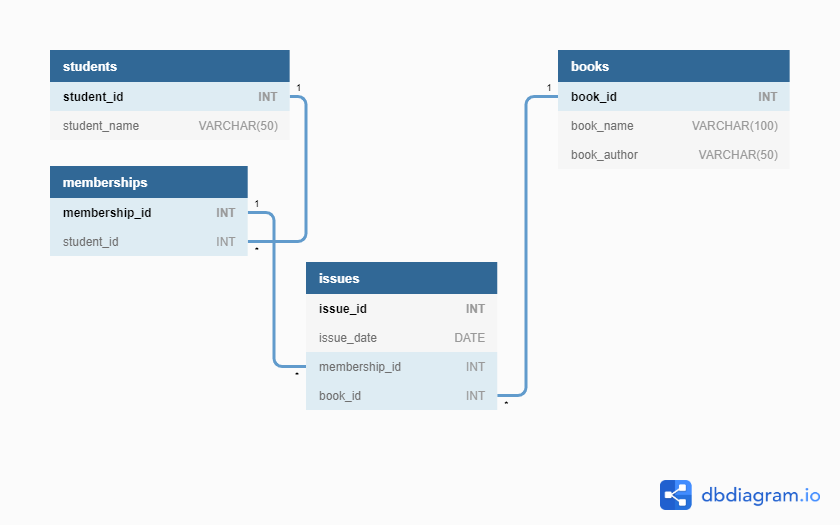 students
student_id INT
student_name VARCHAR(50)
1
memberships
membership_id INT
student_id INT
1
*
issues
issue_id INT
issue_date DATE
membership_id INT
book_id INT
*
*
books
book_id INT
book_name VARCHAR(100)
book_author VARCHAR(50)
1
dbdiagram.io